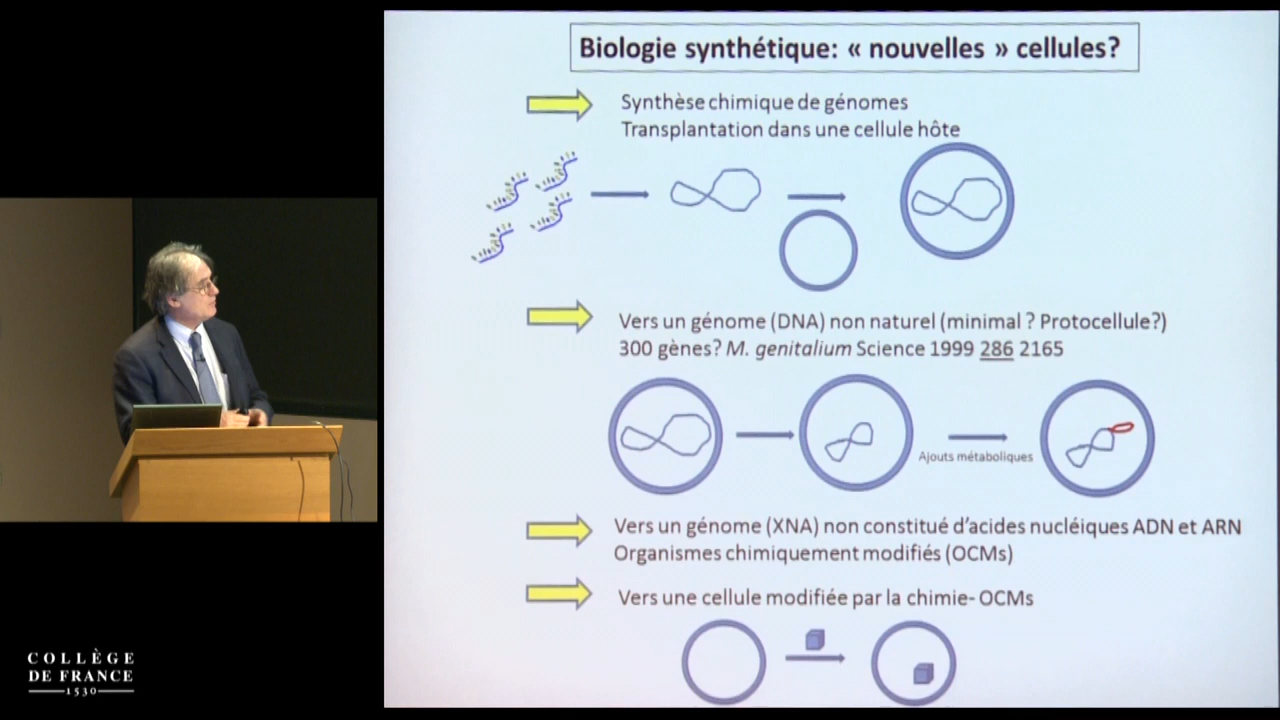 Biologie synthétique: « nouvelles » cellules?
Synthèse chimique de génomes
Transplantation dans une cellule hôte
Vers un génome (DNA) non naturel (minimal ? Protocellule?)
300 gènes? M. genitalium Science 1999 286 2165
Ajouts métaboliques
Vers un génome (XNA) non constitué d'acides nucléiques ADN et ARN
Organismes chimiquement modifiés (OCMs)
Vers une cellule modifiée par la chimie- OCMs
COLLÈGE
DE FRANCE
1530